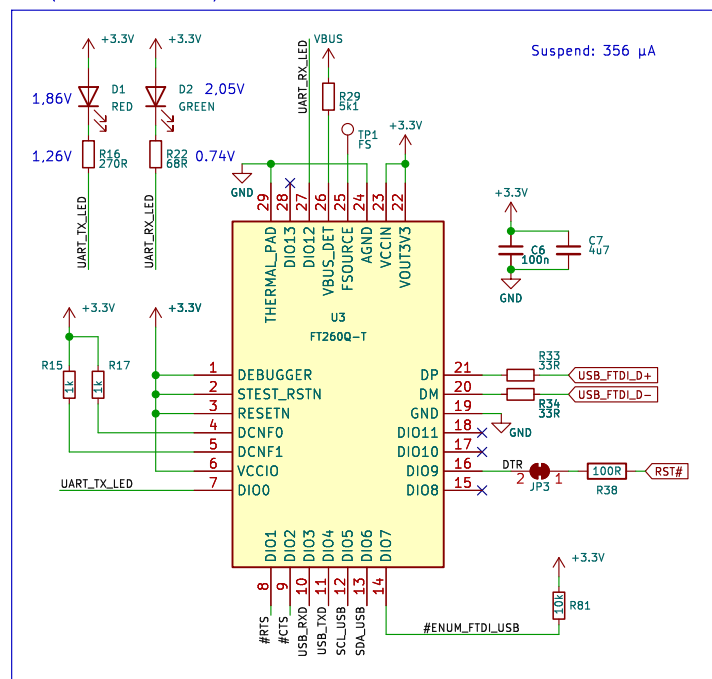 +3.3V
+3.3V
VBUS
Suspend: 356 µA
UART_RX_LED
D1
RED
1,86V
D2
GREEN
2,05V
R29
5k1
TP1
FS
+3.3V
1,26V
R16
270R
R22
68R
0.74V
GND
UART_TX_LED
UART_RX_LED
29
28
27
26
25
24
23
22
THERMAL_PAD
DIO13
DIO12
VBUS_DET
FSOURCE
AGND
VCCIN
VOUT3V3
+3.3V
C6
100n
C7
4u7
GND
U3
FT260Q-T
+3.3V
+3.3V
R15
1k
R17
1k
1 DEBUGGER
2 STEST_RSTN
3 RESETN
4 DCNF0
5 DCNF1
6 VCCIO
7 DIO0
UART_TX_LED
DP 21
DM 20
GND 19
DIO11 18
DIO10 17
DIO9 16
DIO8 15
R33
33R
USB_FTDI_D+
R34
33R
USB_FTDI_D-
GND
DTR
2
JP3
1
100R
R38
RST#
DIO1
DIO2
DIO3
DIO4
DIO5
DIO6
DIO7
8
9
10
11
12
13
14
#RTS
#CTS
USB_RXD
USB_TXD
SCL_USB
SDA_USB
#ENUM_FTDI_USB
+3.3V
10k
R81